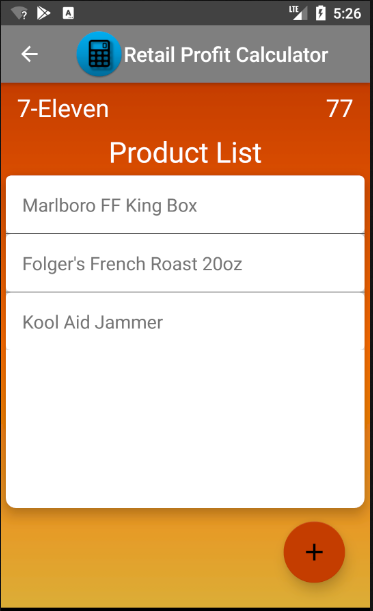 LTE 5:26
Retail Profit Calculator
7-Eleven 77
Product List
Marlboro FF King Box
Folger's French Roast 20oz
Kool Aid Jammer
+